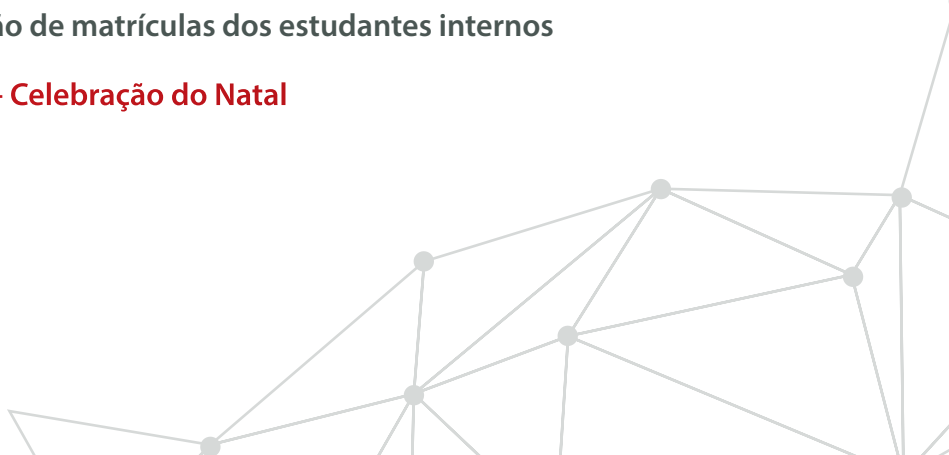 ão de matrículas dos estudantes internos
- Celebração do Natal